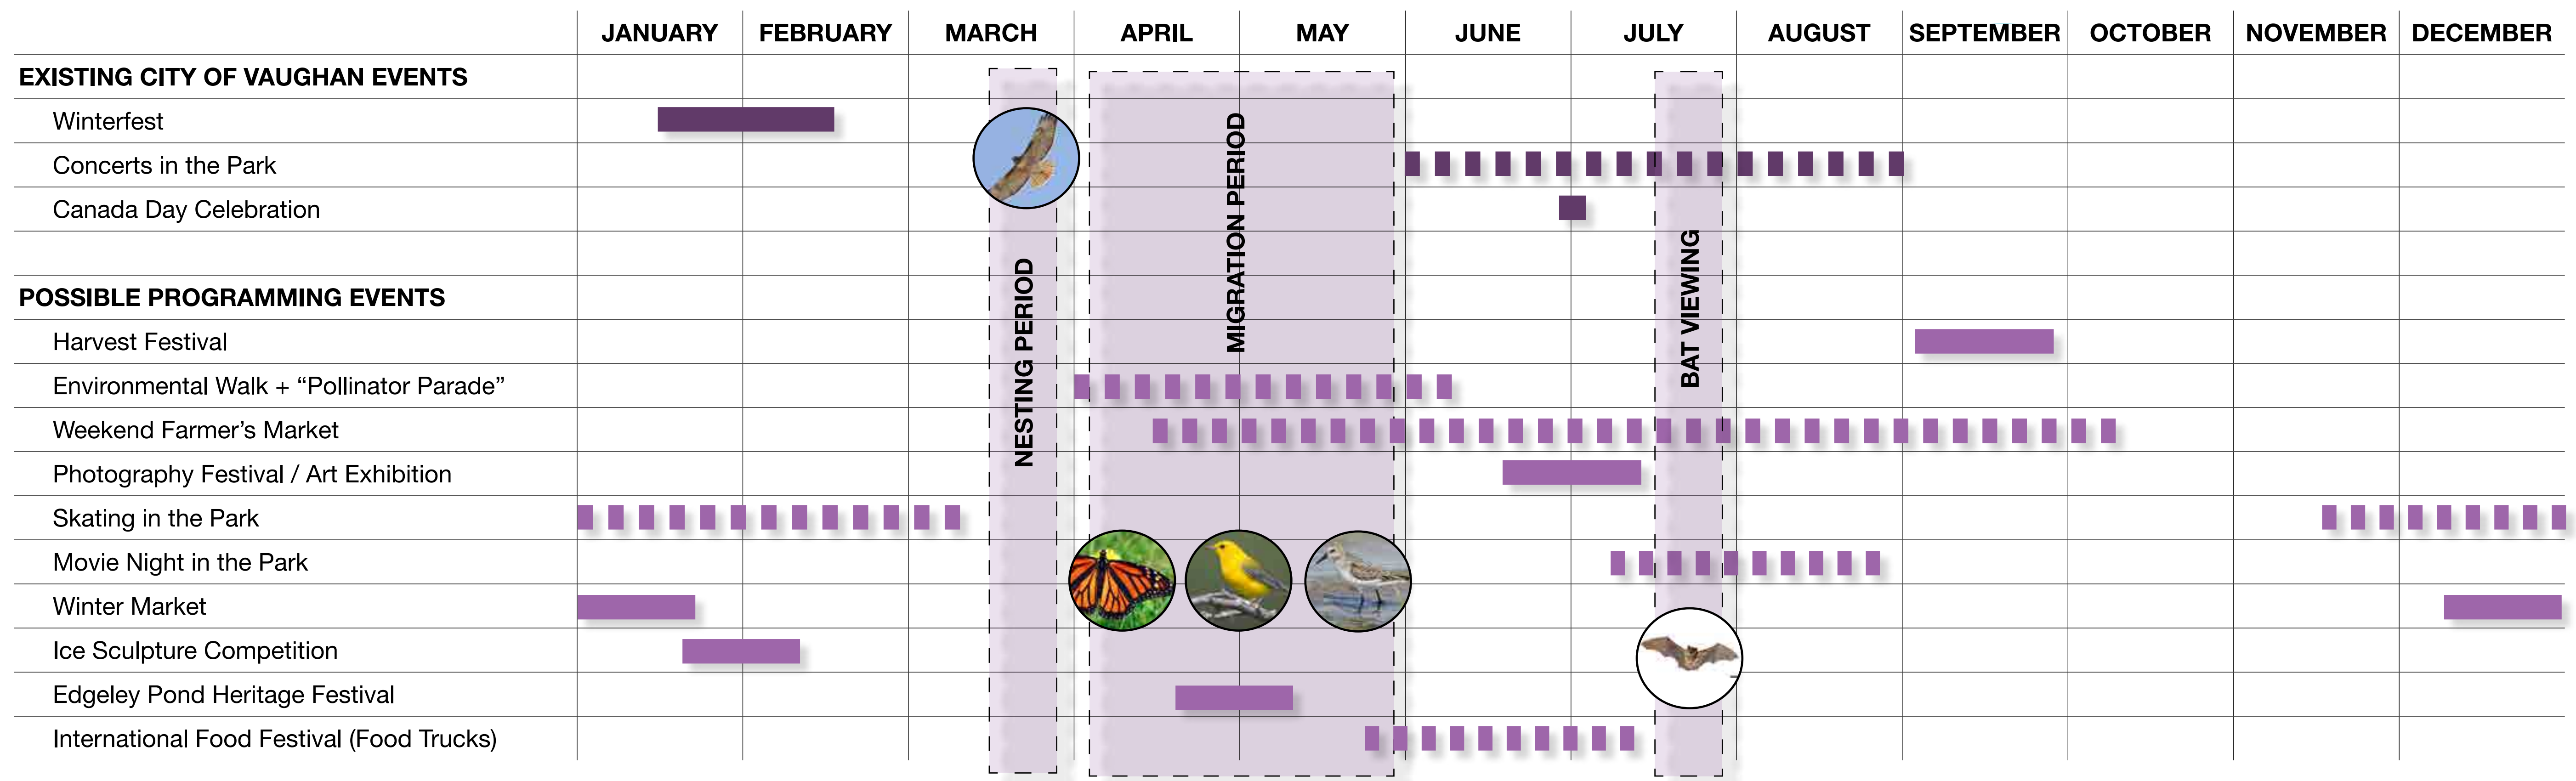 JANUARY FEBRUARY MARCH APRIL MAY JUNE JULY AUGUST SEPTEMBER OCTOBER NOVEMBER DECEMBER
EXISTING CITY OF VAUGHAN EVENTS
Winterfest
Concerts in the Park
Canada Day Celebration
POSSIBLE PROGRAMMING EVENTS
Harvest Festival
Environmental Walk + “Pollinator Parade”
Weekend Farmer’s Market
Photography Festival / Art Exhibition
Skating in the Park
Movie Night in the Park
Winter Market
Ice Sculpture Competition
Edgeley Pond Heritage Festival
International Food Festival (Food Trucks)
NESTING PERIOD
MIGRATION PERIOD
BAT VIEWING